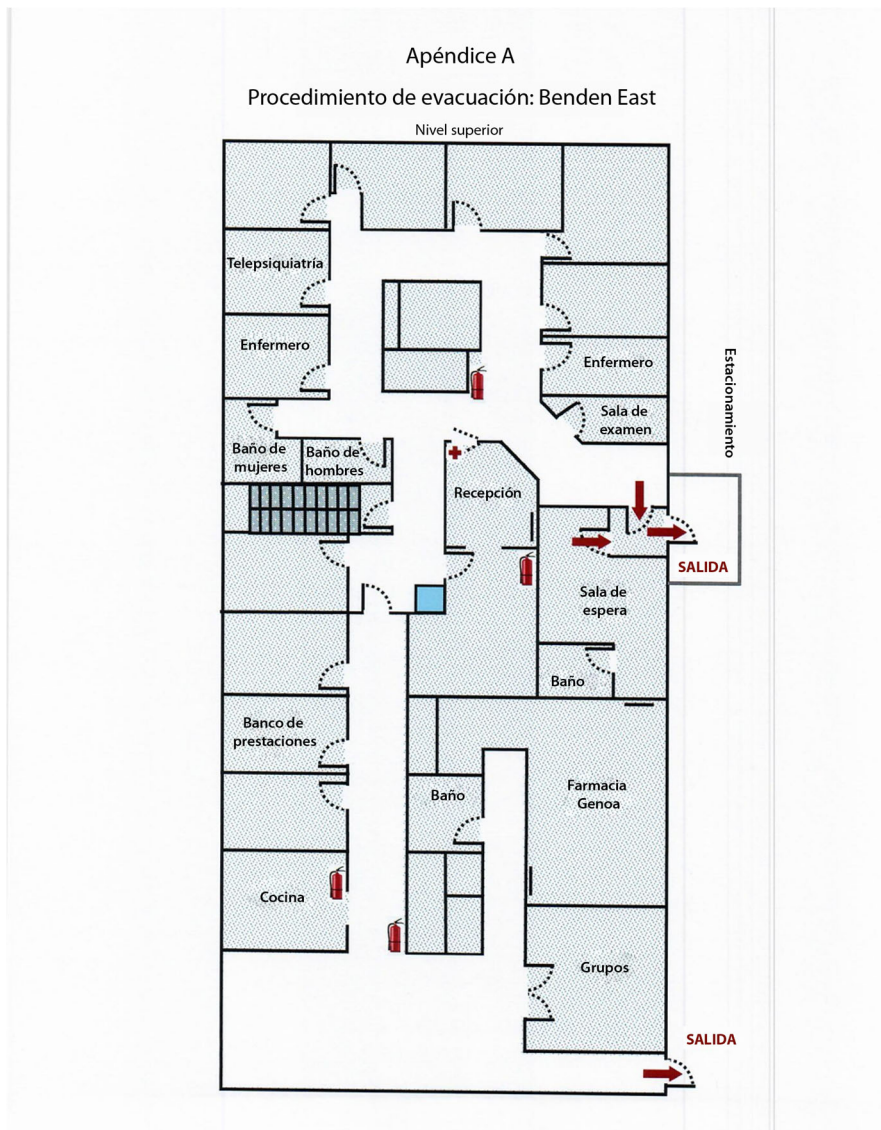 Apéndice A
Procedimiento de evacuación: Benden East
Nivel superior
Telepsiquiatría
Enfermero
Enfermero
Estacionamiento
Sala de
examen
Baño de
mujeres
Baño de
hombres
Recepción
SALIDA
Sala de
espera
Baño
Banco de
prestaciones
Baño
Farmacia
Genoa
Cocina
Grupos
SALIDA